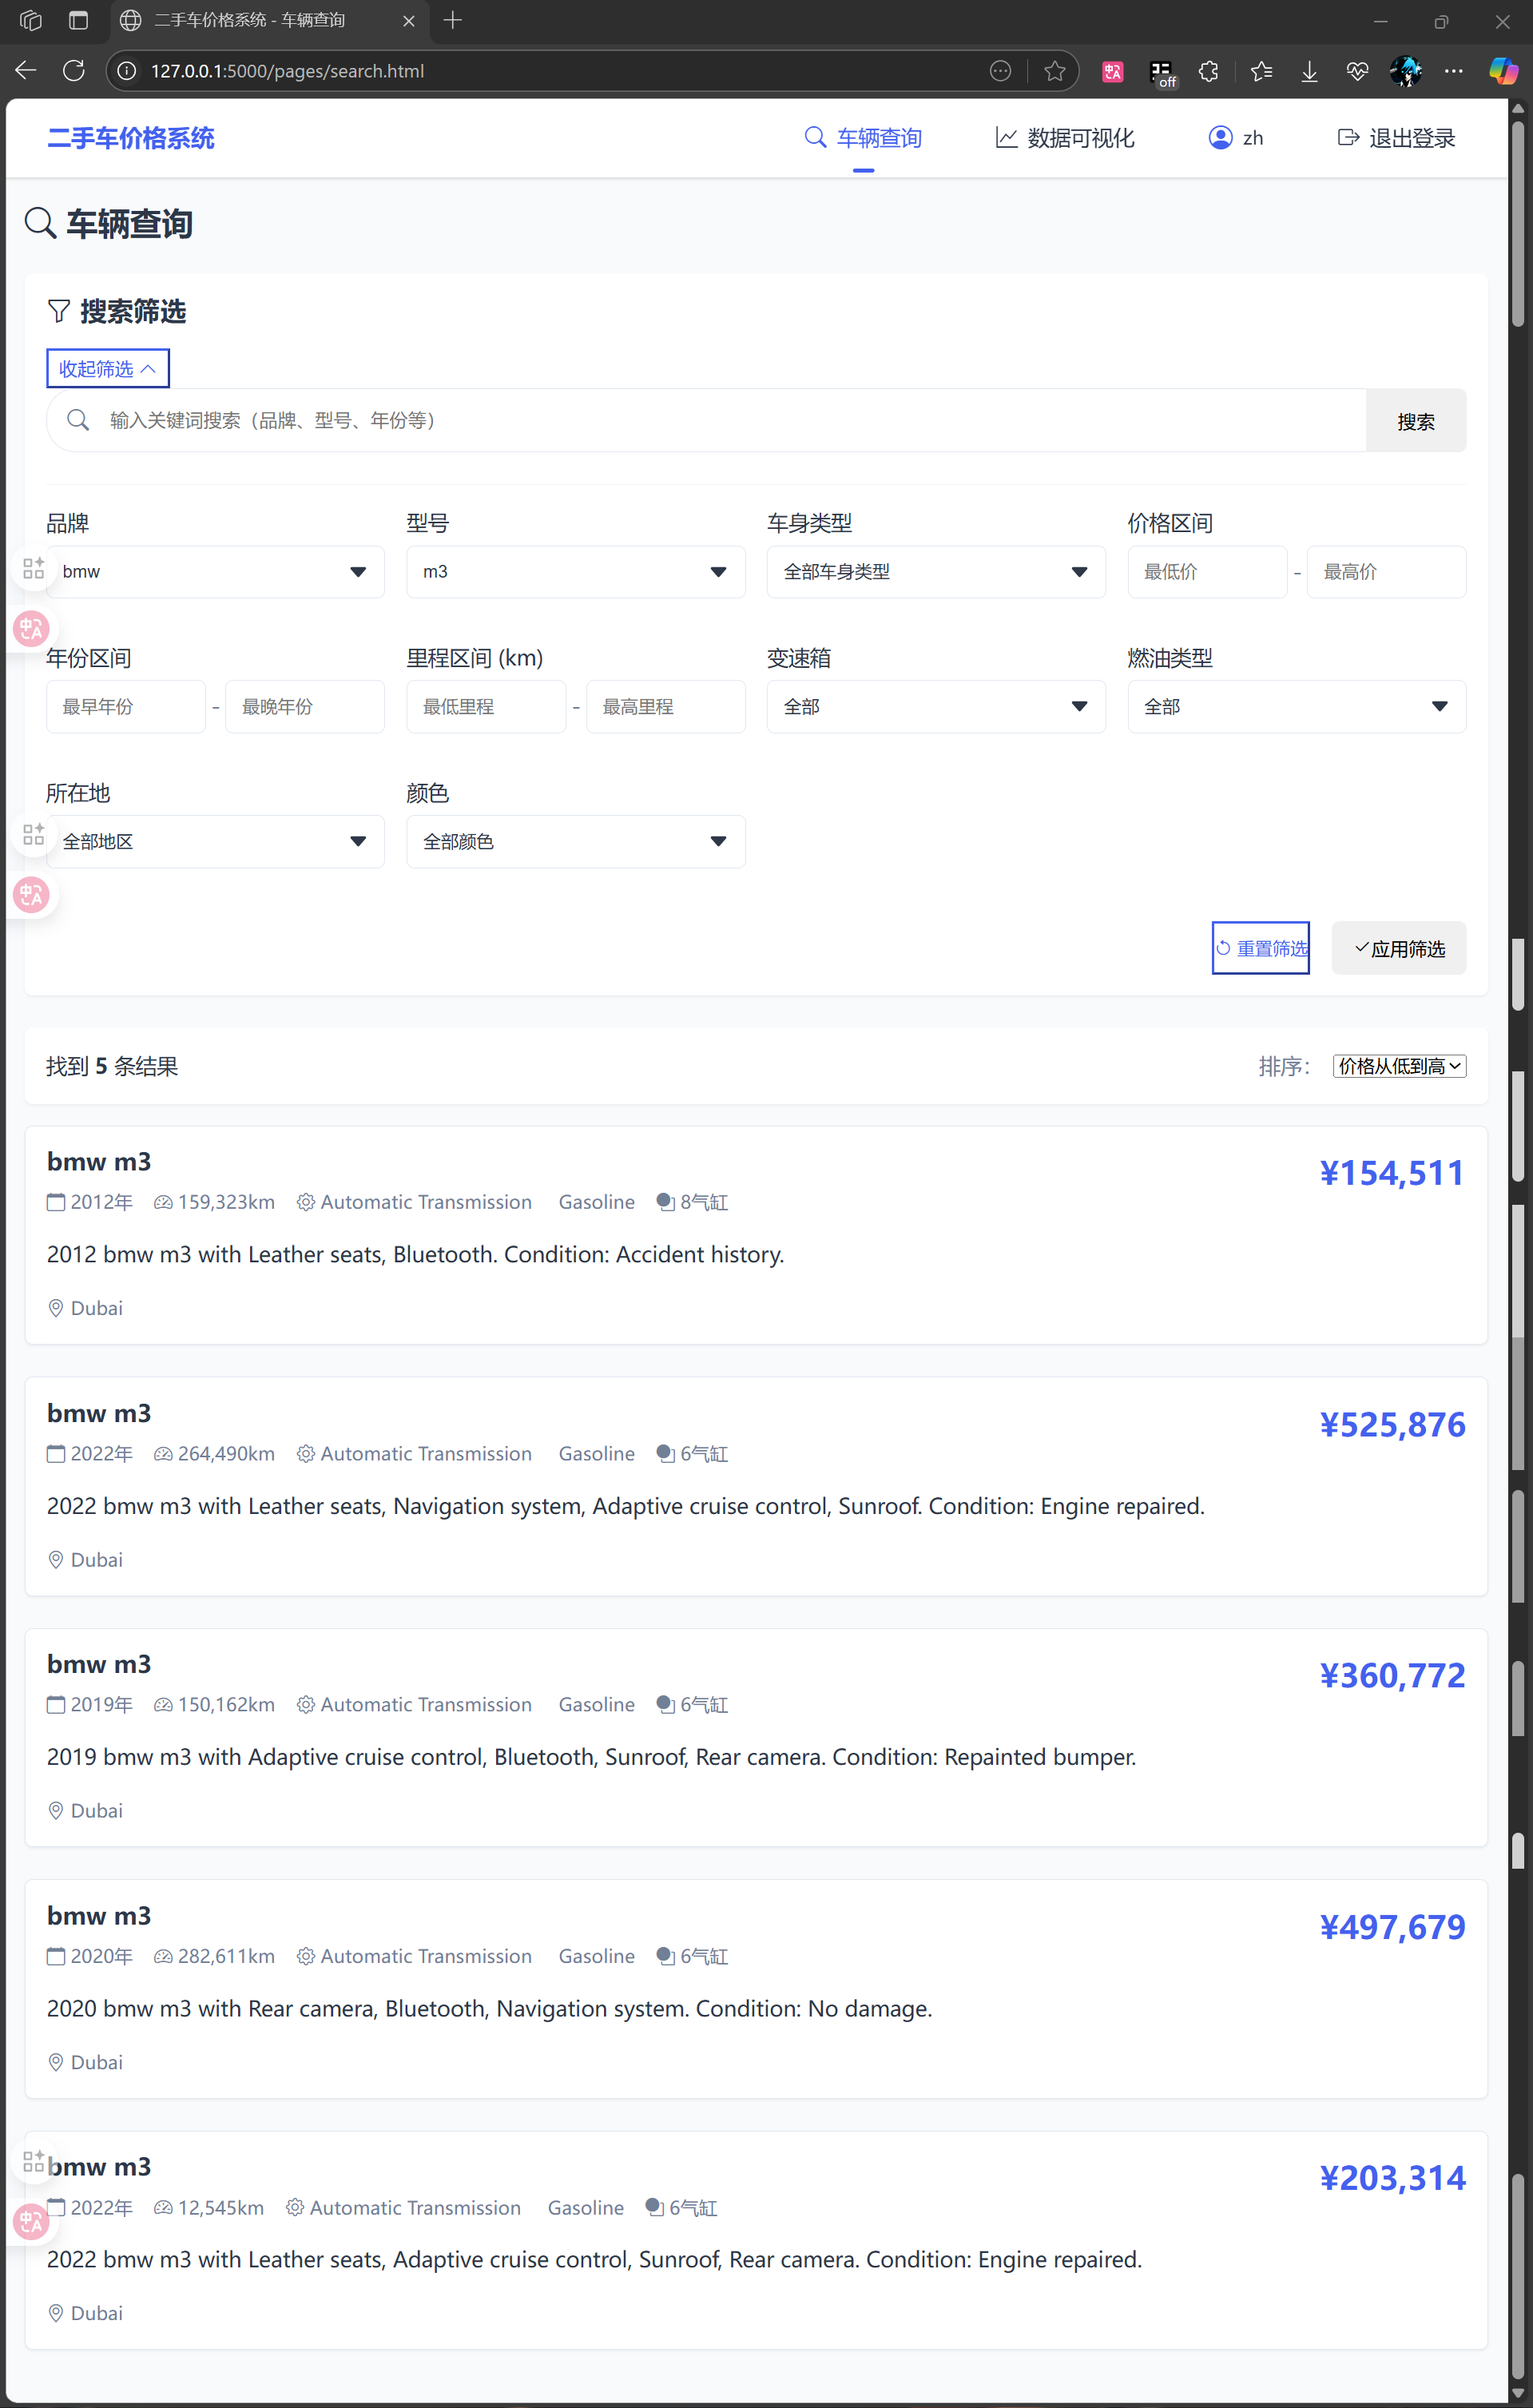 二手车价格系统 - 车辆查询
127.0.0.1:5000/pages/search.html
off
二手车价格系统
车辆查询
数据可视化
zh
退出登录
车辆查询
搜索筛选
收起筛选
输入关键词搜索（品牌、型号、年份等）
搜索
品牌
型号
车身类型
价格区间
bmw
m3
全部车身类型
最低价 - 最高价
年份区间
里程区间 (km)
变速箱
燃油类型
最早年份 - 最晚年份
最低里程 - 最高里程
全部
全部
所在地
颜色
全部地区
全部颜色
重置筛选
应用筛选
找到 5 条结果
排序：
价格从低到高
bmw m3
¥154,511
2012年 159,323km Automatic Transmission Gasoline 8气缸
2012 bmw m3 with Leather seats, Bluetooth. Condition: Accident history.
Dubai
bmw m3
¥525,876
2022年 264,490km Automatic Transmission Gasoline 6气缸
2022 bmw m3 with Leather seats, Navigation system, Adaptive cruise control, Sunroof. Condition: Engine repaired.
Dubai
bmw m3
¥360,772
2019年 150,162km Automatic Transmission Gasoline 6气缸
2019 bmw m3 with Adaptive cruise control, Bluetooth, Sunroof, Rear camera. Condition: Repainted bumper.
Dubai
bmw m3
¥497,679
2020年 282,611km Automatic Transmission Gasoline 6气缸
2020 bmw m3 with Rear camera, Bluetooth, Navigation system. Condition: No damage.
Dubai
bmw m3
¥203,314
2022年 12,545km Automatic Transmission Gasoline 6气缸
2022 bmw m3 with Leather seats, Adaptive cruise control, Sunroof, Rear camera. Condition: Engine repaired.
Dubai